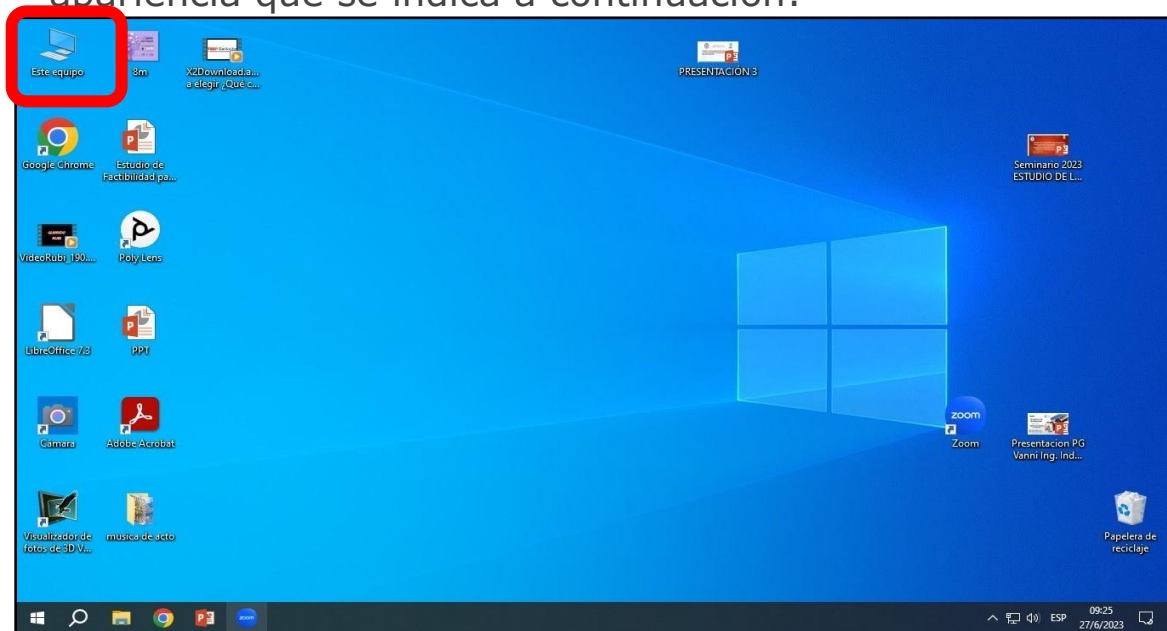 apariencia que se indica a continuación:
Este equipo
8m
X2Download.a...
a elegir ¿Qué c...
PRESENTACION 3
Google Chrome
Estudio de
Factibilidad pa...
Seminario 2023
ESTUDIO DE L...
VideoRubi_190....
Poly Lens
LibreOffice 7.3
PPT
Cámara
Adobe Acrobat
zoom
Zoom
Presentacion PG
Vanni Ing. Ind...
Visualizador de
fotos de 3D V...
musica de acto
Papelera de
reciclaje
zoom
ESP
09:25
27/6/2023